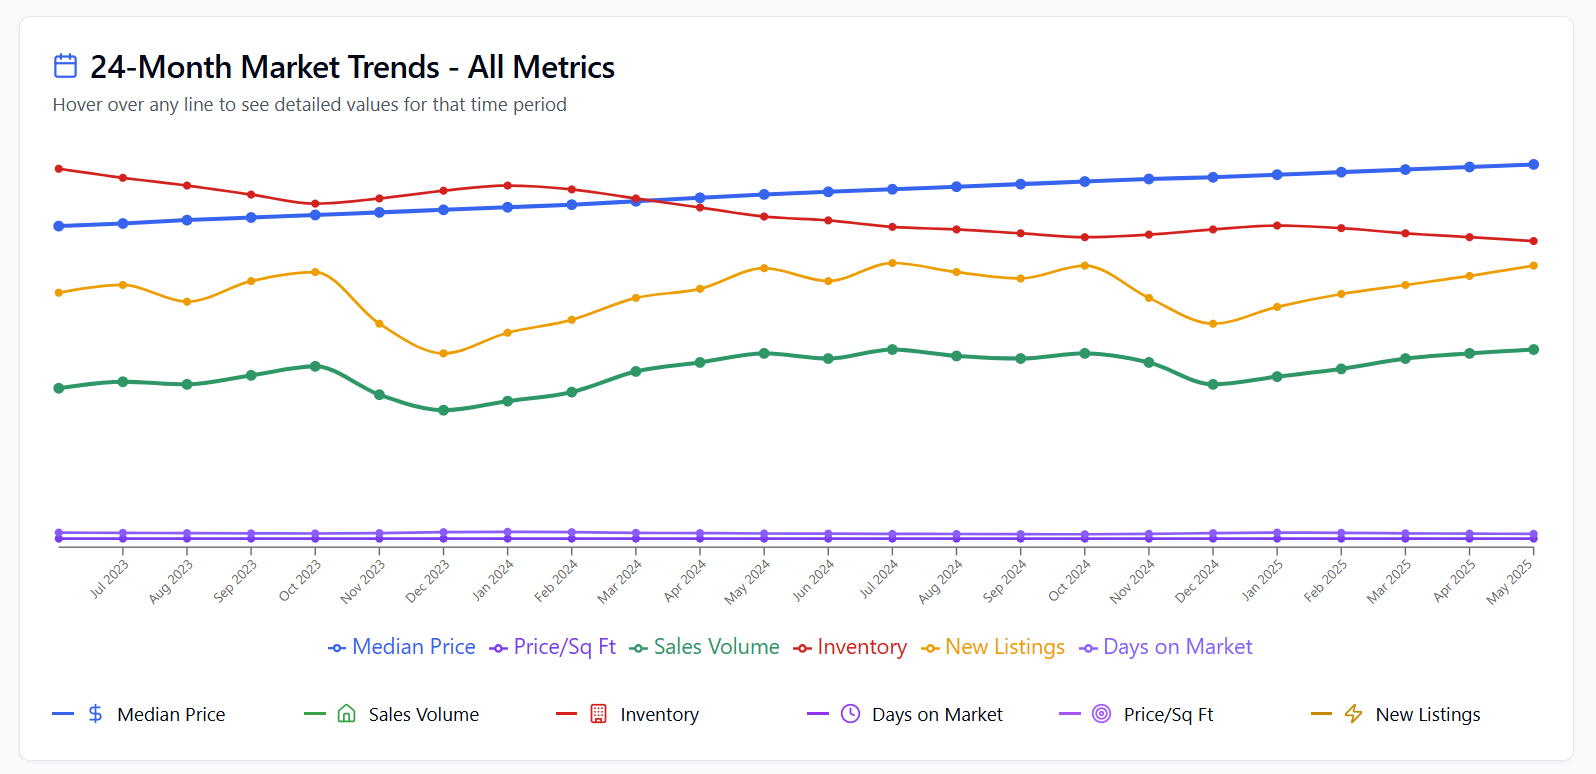 24-Month Market Trends - All Metrics
Hover over any line to see detailed values for that time period
Jul 2023 Aug 2023 Sep 2023 Oct 2023 Nov 2023 Dec 2023 Jan 2024 Feb 2024 Mar 2024 Apr 2024 May 2024 Jun 2024 Jul 2024 Aug 2024 Sep 2024 Oct 2024 Nov 2024 Dec 2024 Jan 2025 Feb 2025 Mar 2025 Apr 2025 May 2025
Median Price Price/Sq Ft Sales Volume Inventory New Listings Days on Market
Median Price Sales Volume Inventory Days on Market Price/Sq Ft New Listings